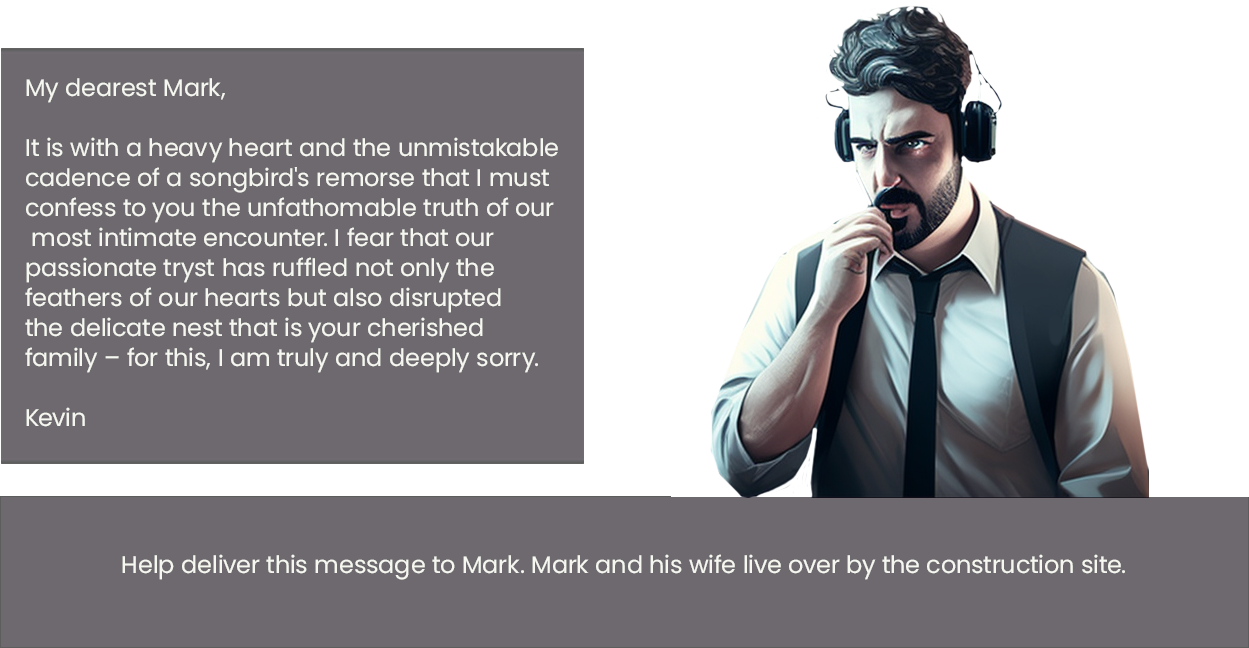 My dearest Mark,
It is with a heavy heart and the unmistakable
cadence of a songbird's remorse that I must
confess to you the unfathomable truth of our
most intimate encounter. I fear that our
passionate tryst has ruffled not only the
feathers of our hearts but also disrupted
the delicate nest that is your cherished
family – for this, I am truly and deeply sorry.
Kevin
Help deliver this message to Mark. Mark and his wife live over by the construction site.